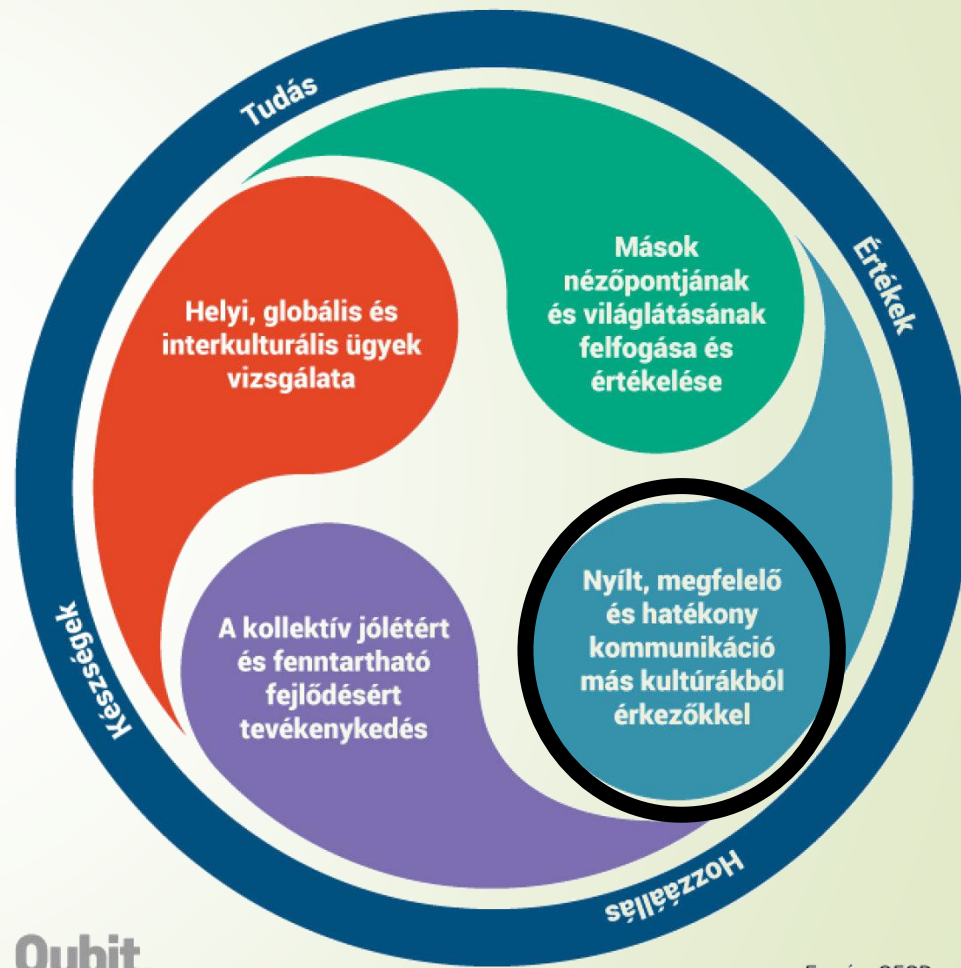 Tudás
Értékek
Helyi, globális és
interkulturális ügyek
vizsgálata
Mások
nézőpontjának
és világlátásának
felfogása és
értékelése
A kollektív jólétért
és fenntartható
fejlődésért
tevékenykedés
Nyílt, megfelelő
és hatékony
kommunikáció
más kultúrákból
érkezőkkel
Készségek
Hozzáállás
Qubit